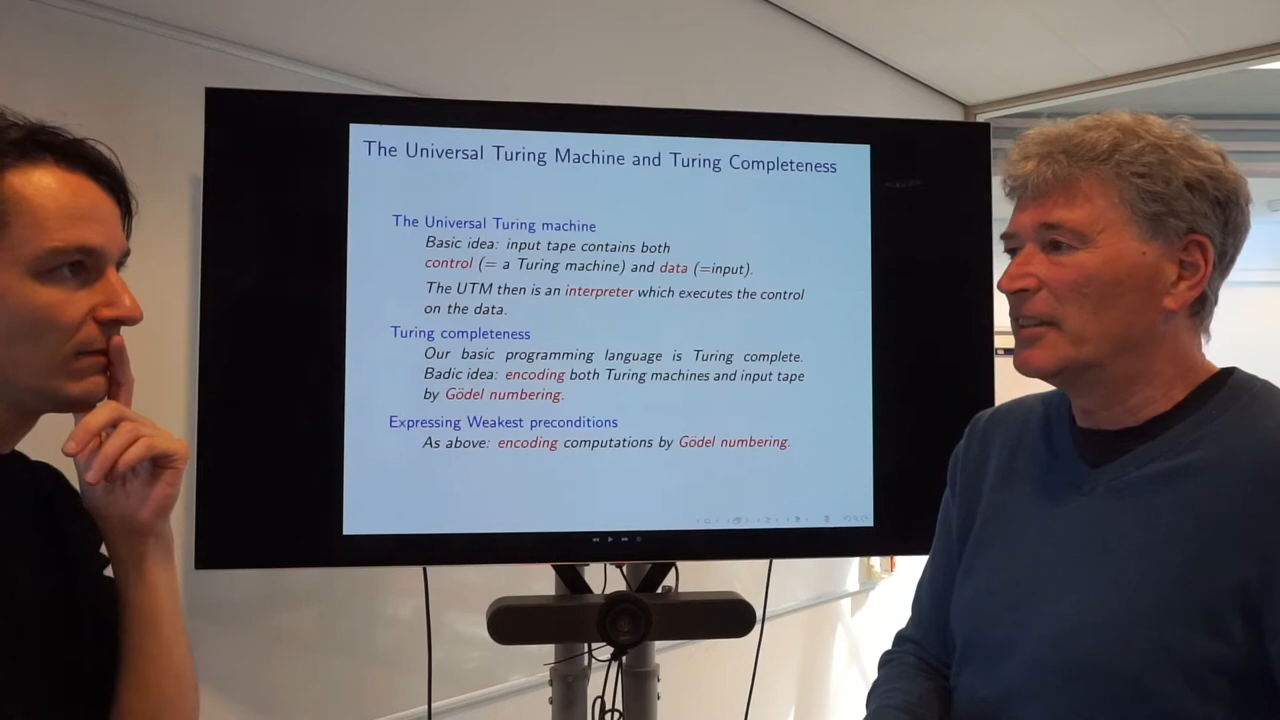 The Universal Turing Machine and Turing Completeness
The Universal Turing machine
Basic idea: input tape contains both
control (= a Turing machine) and data (=input).
The UTM then is an interpreter which executes the control
on the data.
Turing completeness
Our basic programming language is Turing complete.
Badic idea: encoding both Turing machines and input tape
by Gödel numbering.
Expressing Weakest preconditions
As above: encoding computations by Gödel numbering.